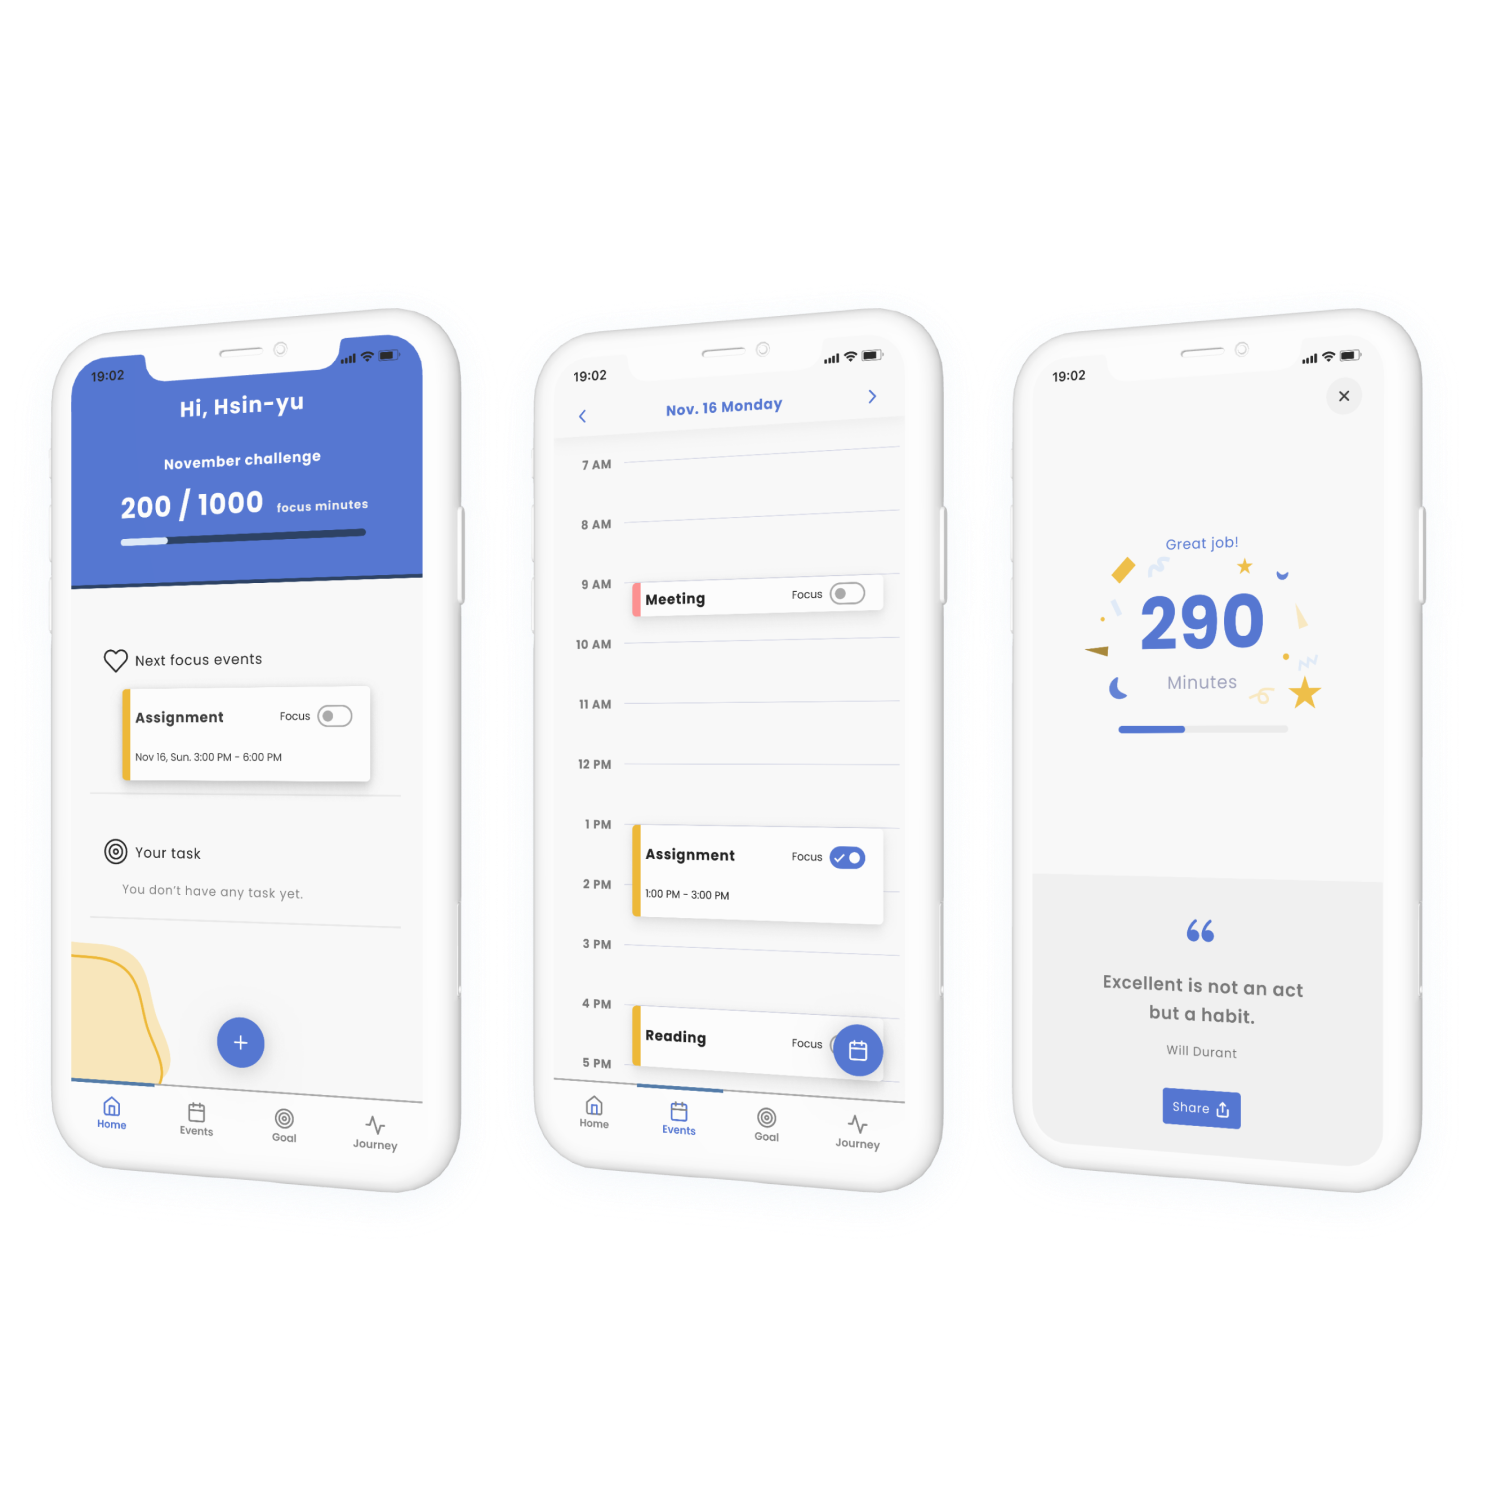 19:02
Hi, Hsin-yu
November challenge
200 / 1000 focus minutes
Next focus events
Assignment Focus
Nov 16, Sun. 3:00 PM - 6:00 PM
Your task
You don't have any task yet.
+
Home Events Goal Journey
19:02
Nov. 16 Monday
7 AM
8 AM
9 AM
Meeting Focus
10 AM
11 AM
12 PM
1 PM
Assignment Focus
2 PM
1:00 PM - 3:00 PM
3 PM
4 PM
Reading Focus
5 PM
Home Events Goal Journey
19:02
Great job!
290
Minutes
“
Excellent is not an act
but a habit.
Will Durant
Share